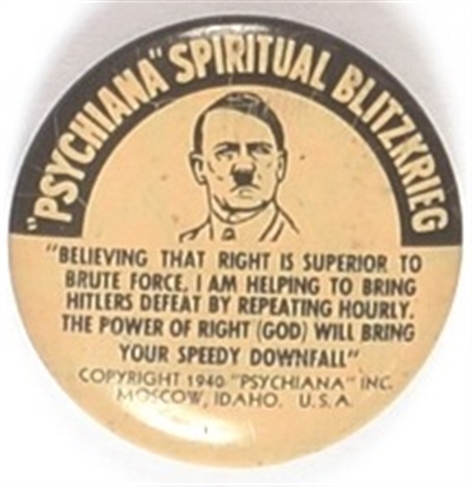 "PSYCHIANA" SPIRITUAL BLITZKRIEG
"BELIEVING THAT RIGHT IS SUPERIOR TO
BRUTE FORCE, I AM HELPING TO BRING
HITLERS DEFEAT BY REPEATING HOURLY.
THE POWER OF RIGHT (GOD) WILL BRING
YOUR SPEEDY DOWNFALL"
COPYRIGHT 1940 "PSYCHIANA" INC.
MOSCOW, IDAHO. U.S.A.